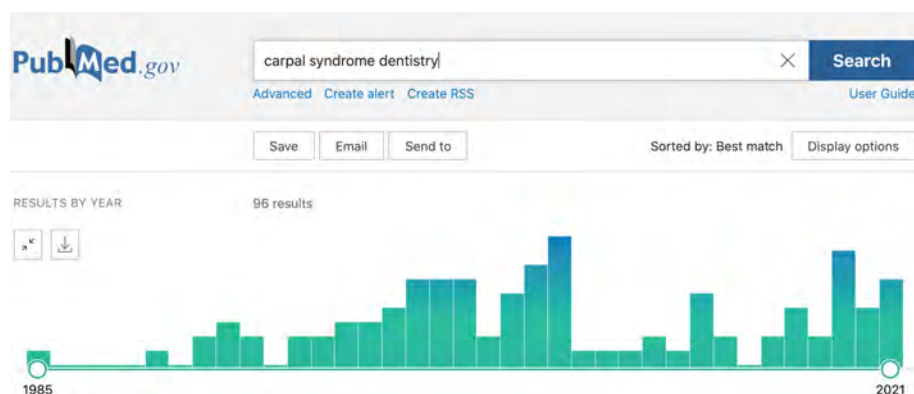 PubMed.gov
carpal syndrome dentistry
Search
Advanced Create alert Create RSS
User Guide
Save Email Send to
Sorted by: Best match Display options
RESULTS BY YEAR
96 results
1985
2021